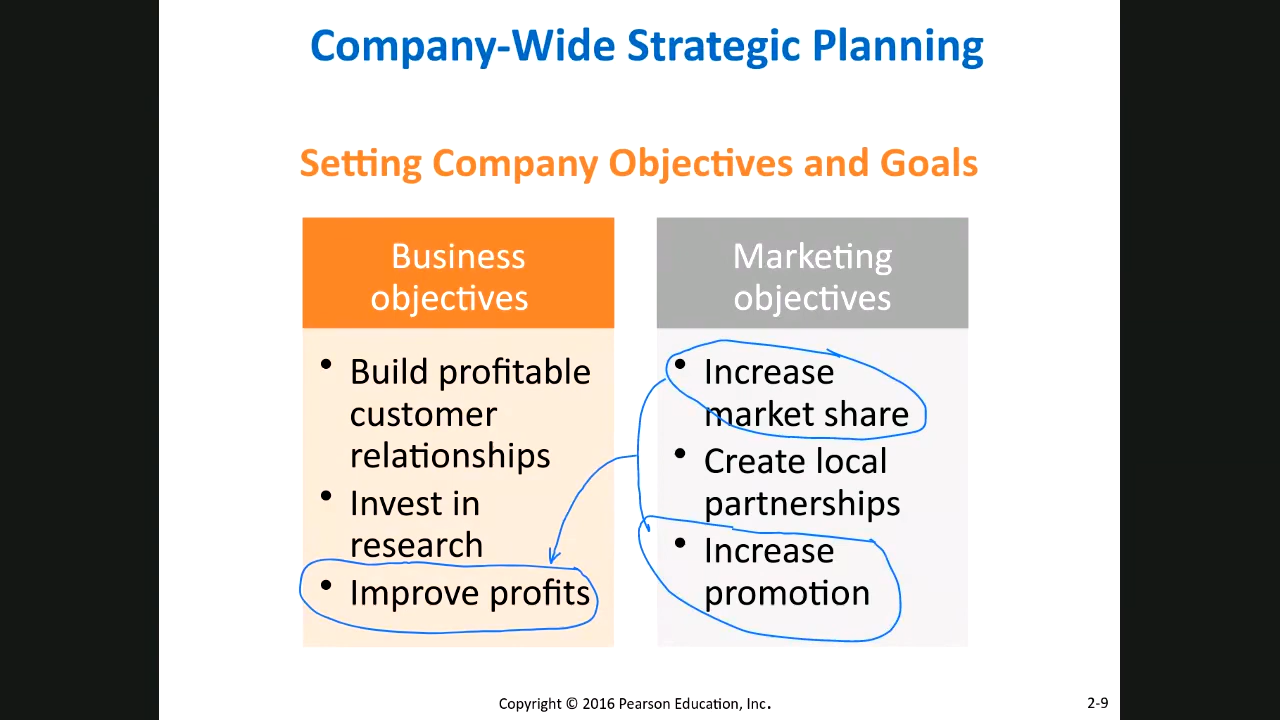 Company-Wide Strategic Planning
Setting Company Objectives and Goals
Business
objectives
• Build profitable
customer
relationships
• Invest in
research
• Improve profits
Marketing
objectives
• Increase
market share
• Create local
partnerships
• Increase
promotion
Copyright © 2016 Pearson Education, Inc.
2-9